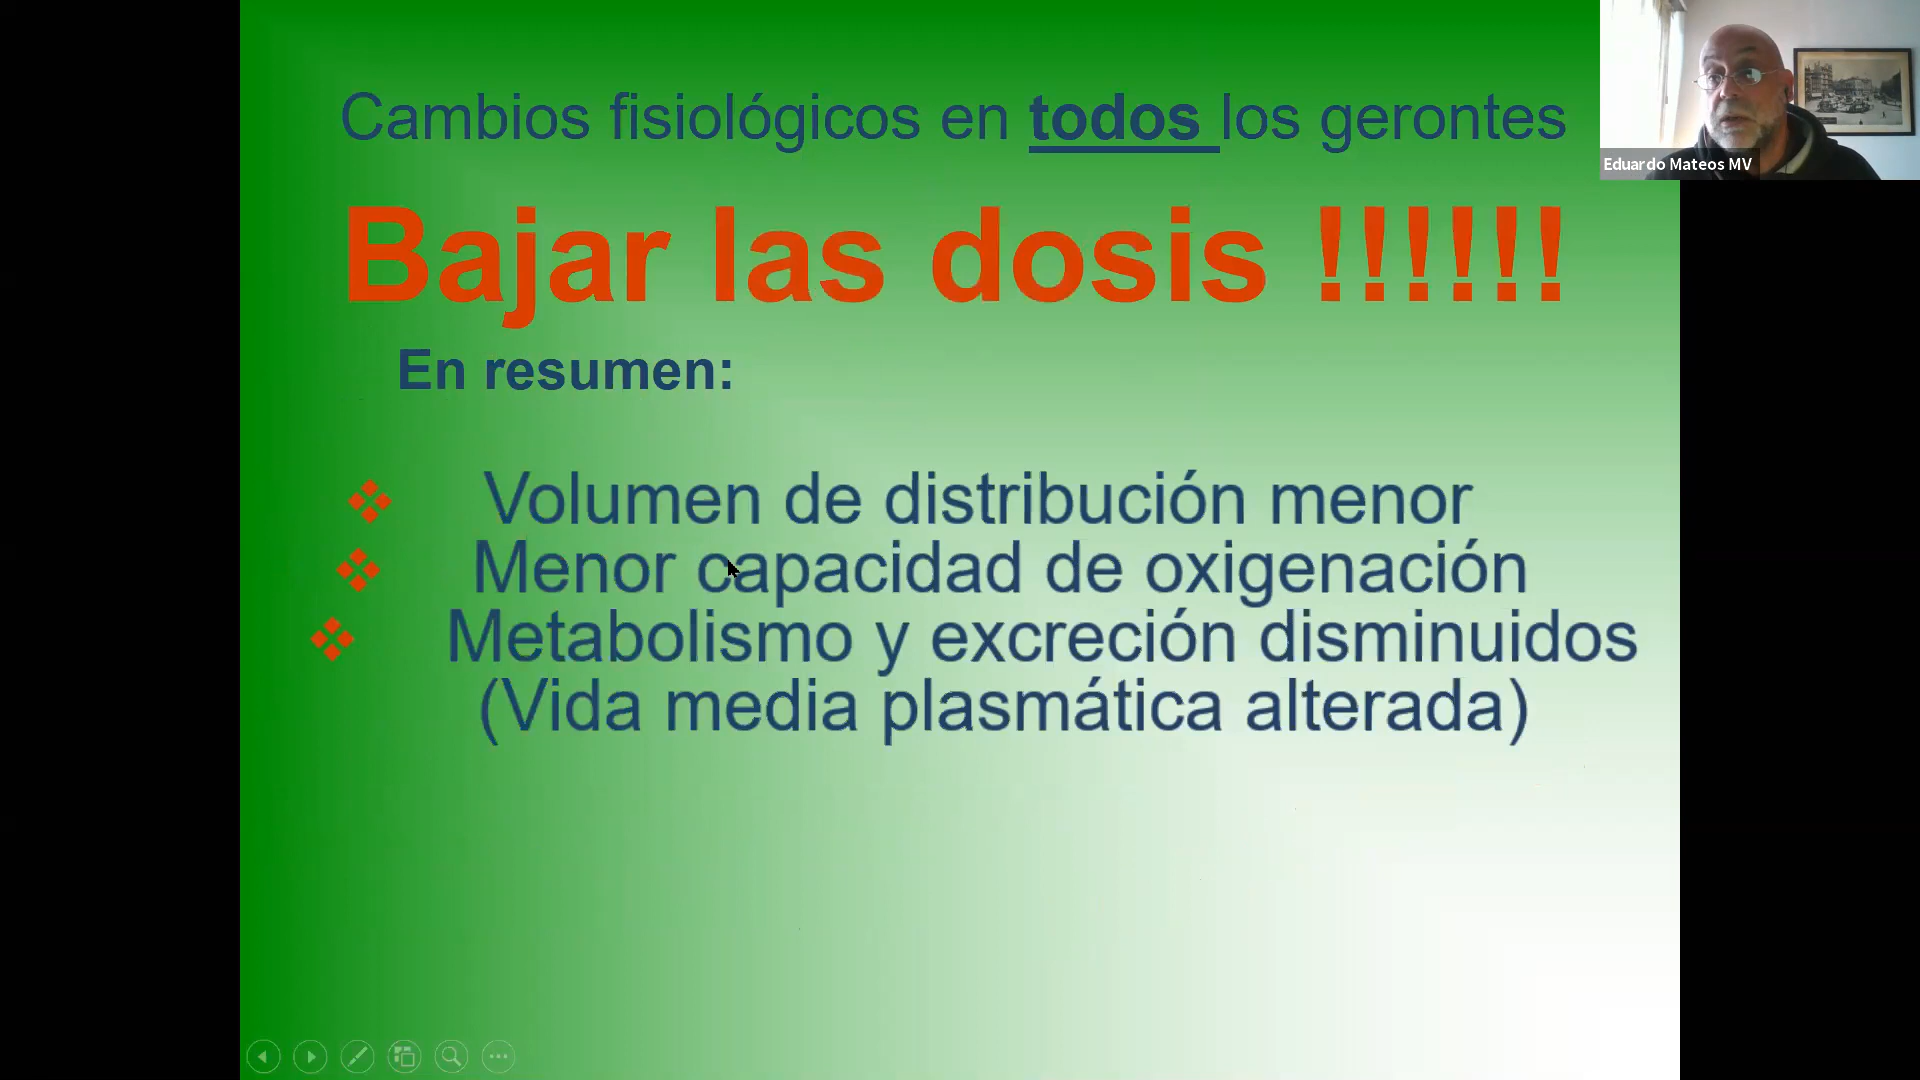 Cambios fisiológicos en todos los gerontes
Bajar las dosis !!!!!!
En resumen:
Volumen de distribución menor
Menor capacidad de oxigenación
Metabolismo y excreción disminuidos
(Vida media plasmática alterada)
Eduardo Mateos MV